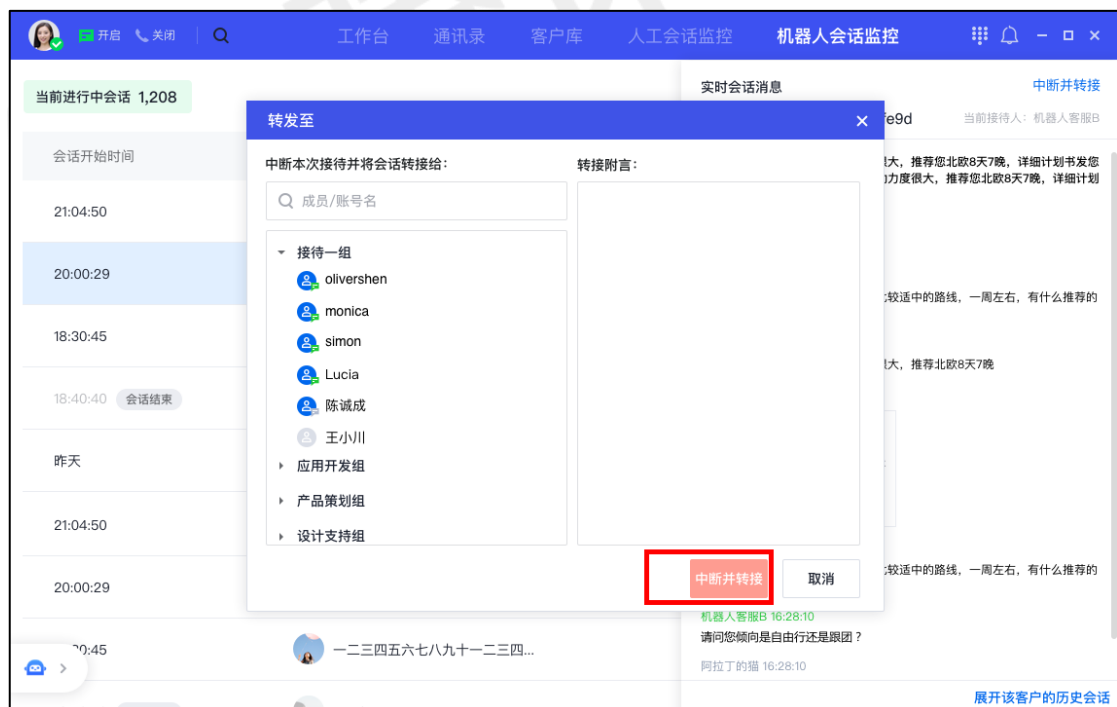 开启 关闭 工作台 通讯录 客户库 人工会话监控 机器人会话监控
当前进行中会话 1,208
实时会话消息 中断并转接
fe9d 当前接待人：机器人客服B
会话开始时间
21:04:50
20:00:29
18:30:45
18:40:40 会话结束
昨天
21:04:50
20:00:29
0:45 一二三四五六七八九十一二三四...
转发至
中断本次接待并将会话转接给：
成员/账号名
接待一组
olivershen
monica
simon
Lucia
陈诚成
王小川
应用开发组
产品策划组
设计支持组
转接附言：
中断并转接 取消
大，推荐您北欧8天7晚，详细计划书发您
力度很大，推荐您北欧8天7晚，详细计划
较适中的路线，一周左右，有什么推荐的
大，推荐北欧8天7晚
较适中的路线，一周左右，有什么推荐的
机器人客服B 16:28:10
请问您倾向是自由行还是跟团？
阿拉丁的猫 16:28:10
展开该客户的历史会话